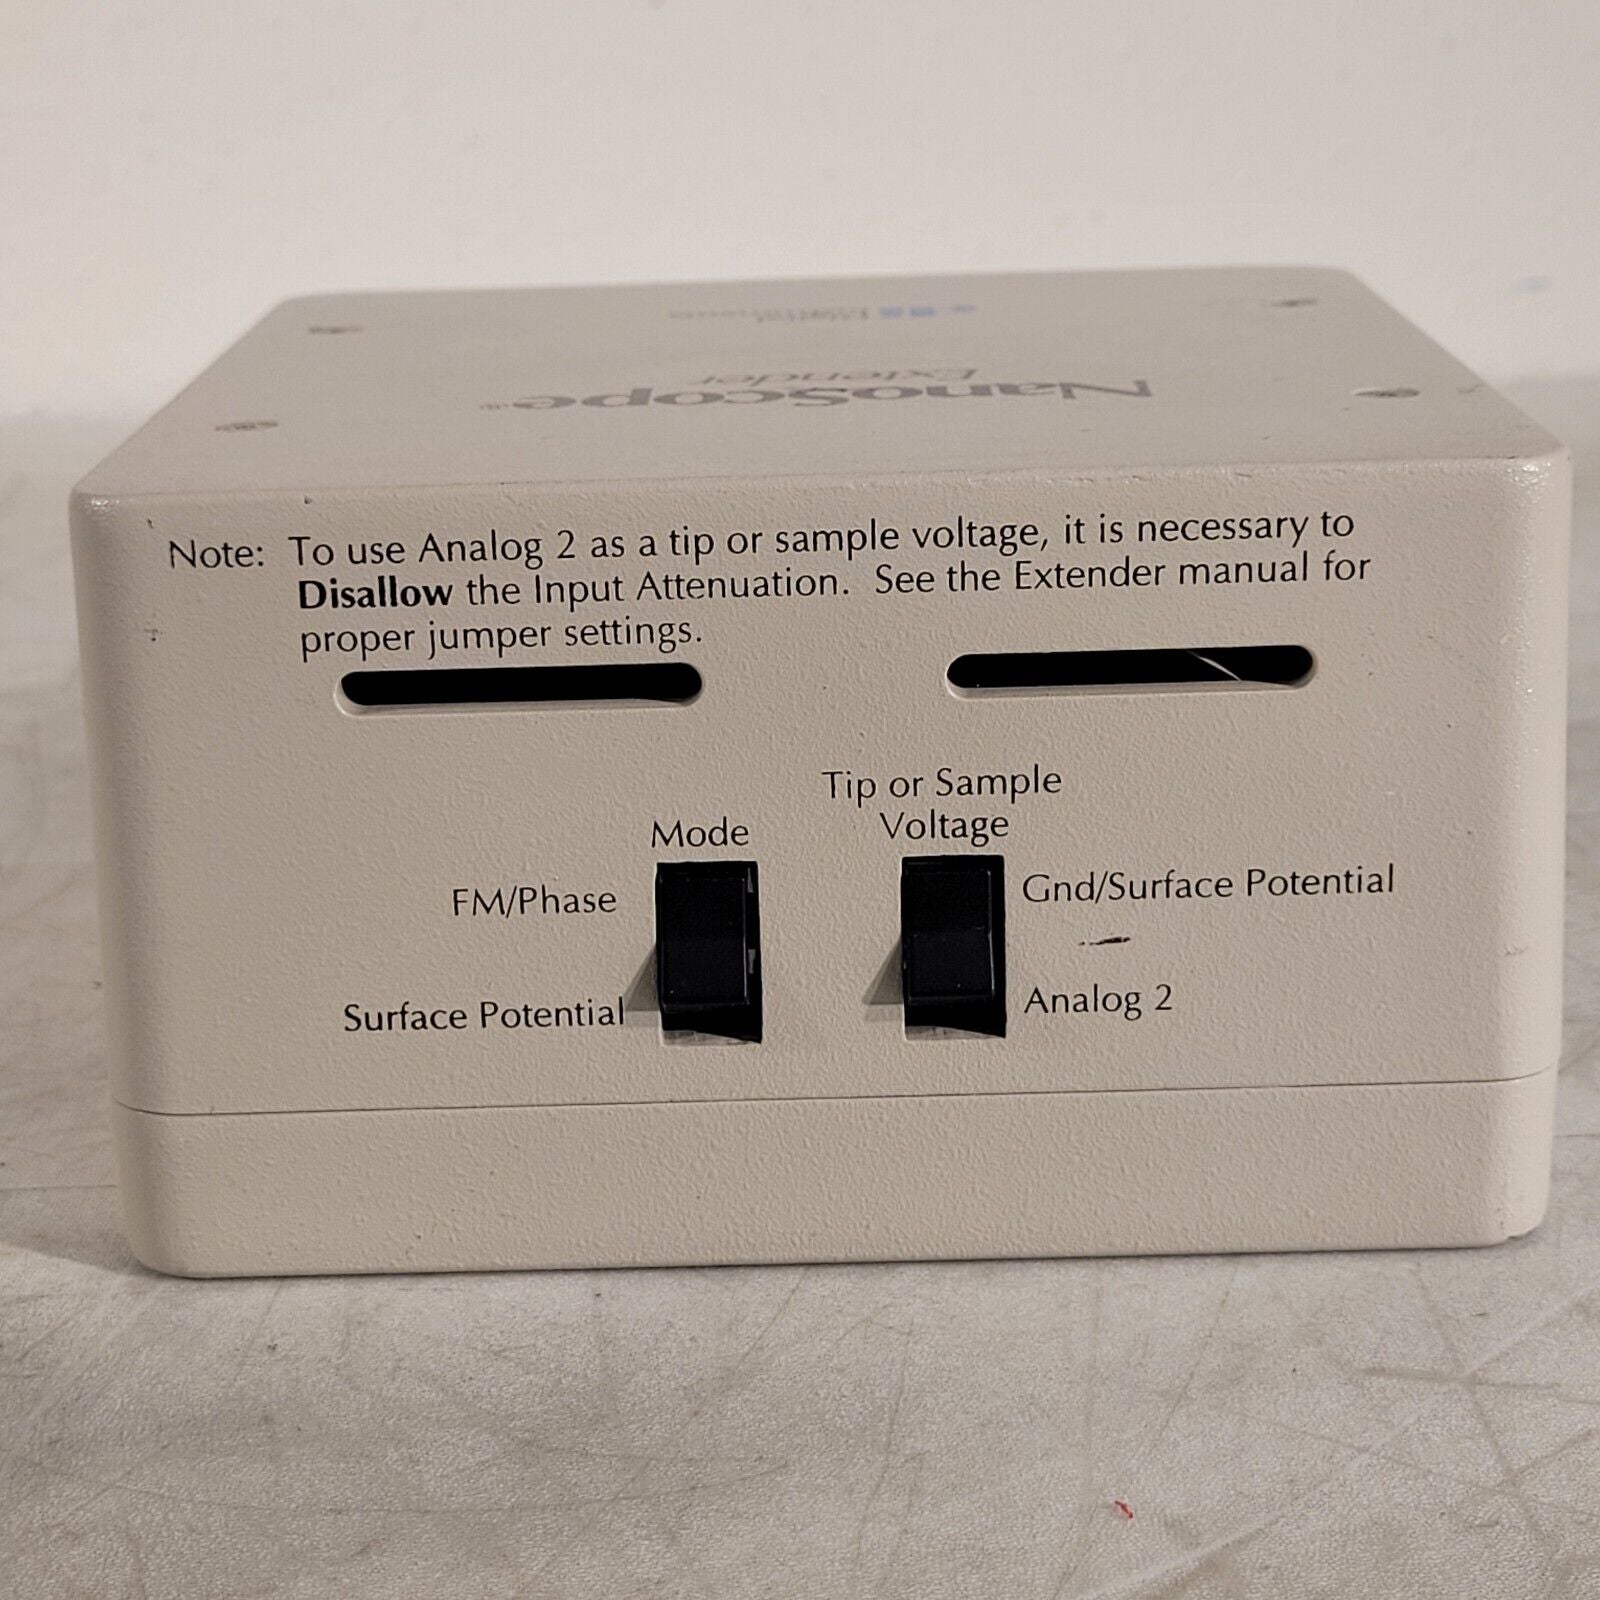 NanoScope™
Extender
Note: To use Analog 2 as a tip or sample voltage, it is necessary to
Disallow the Input Attenuation. See the Extender manual for
proper jumper settings.
Tip or Sample
Voltage
Mode
FM/Phase
Gnd/Surface Potential
Surface Potential
Analog 2